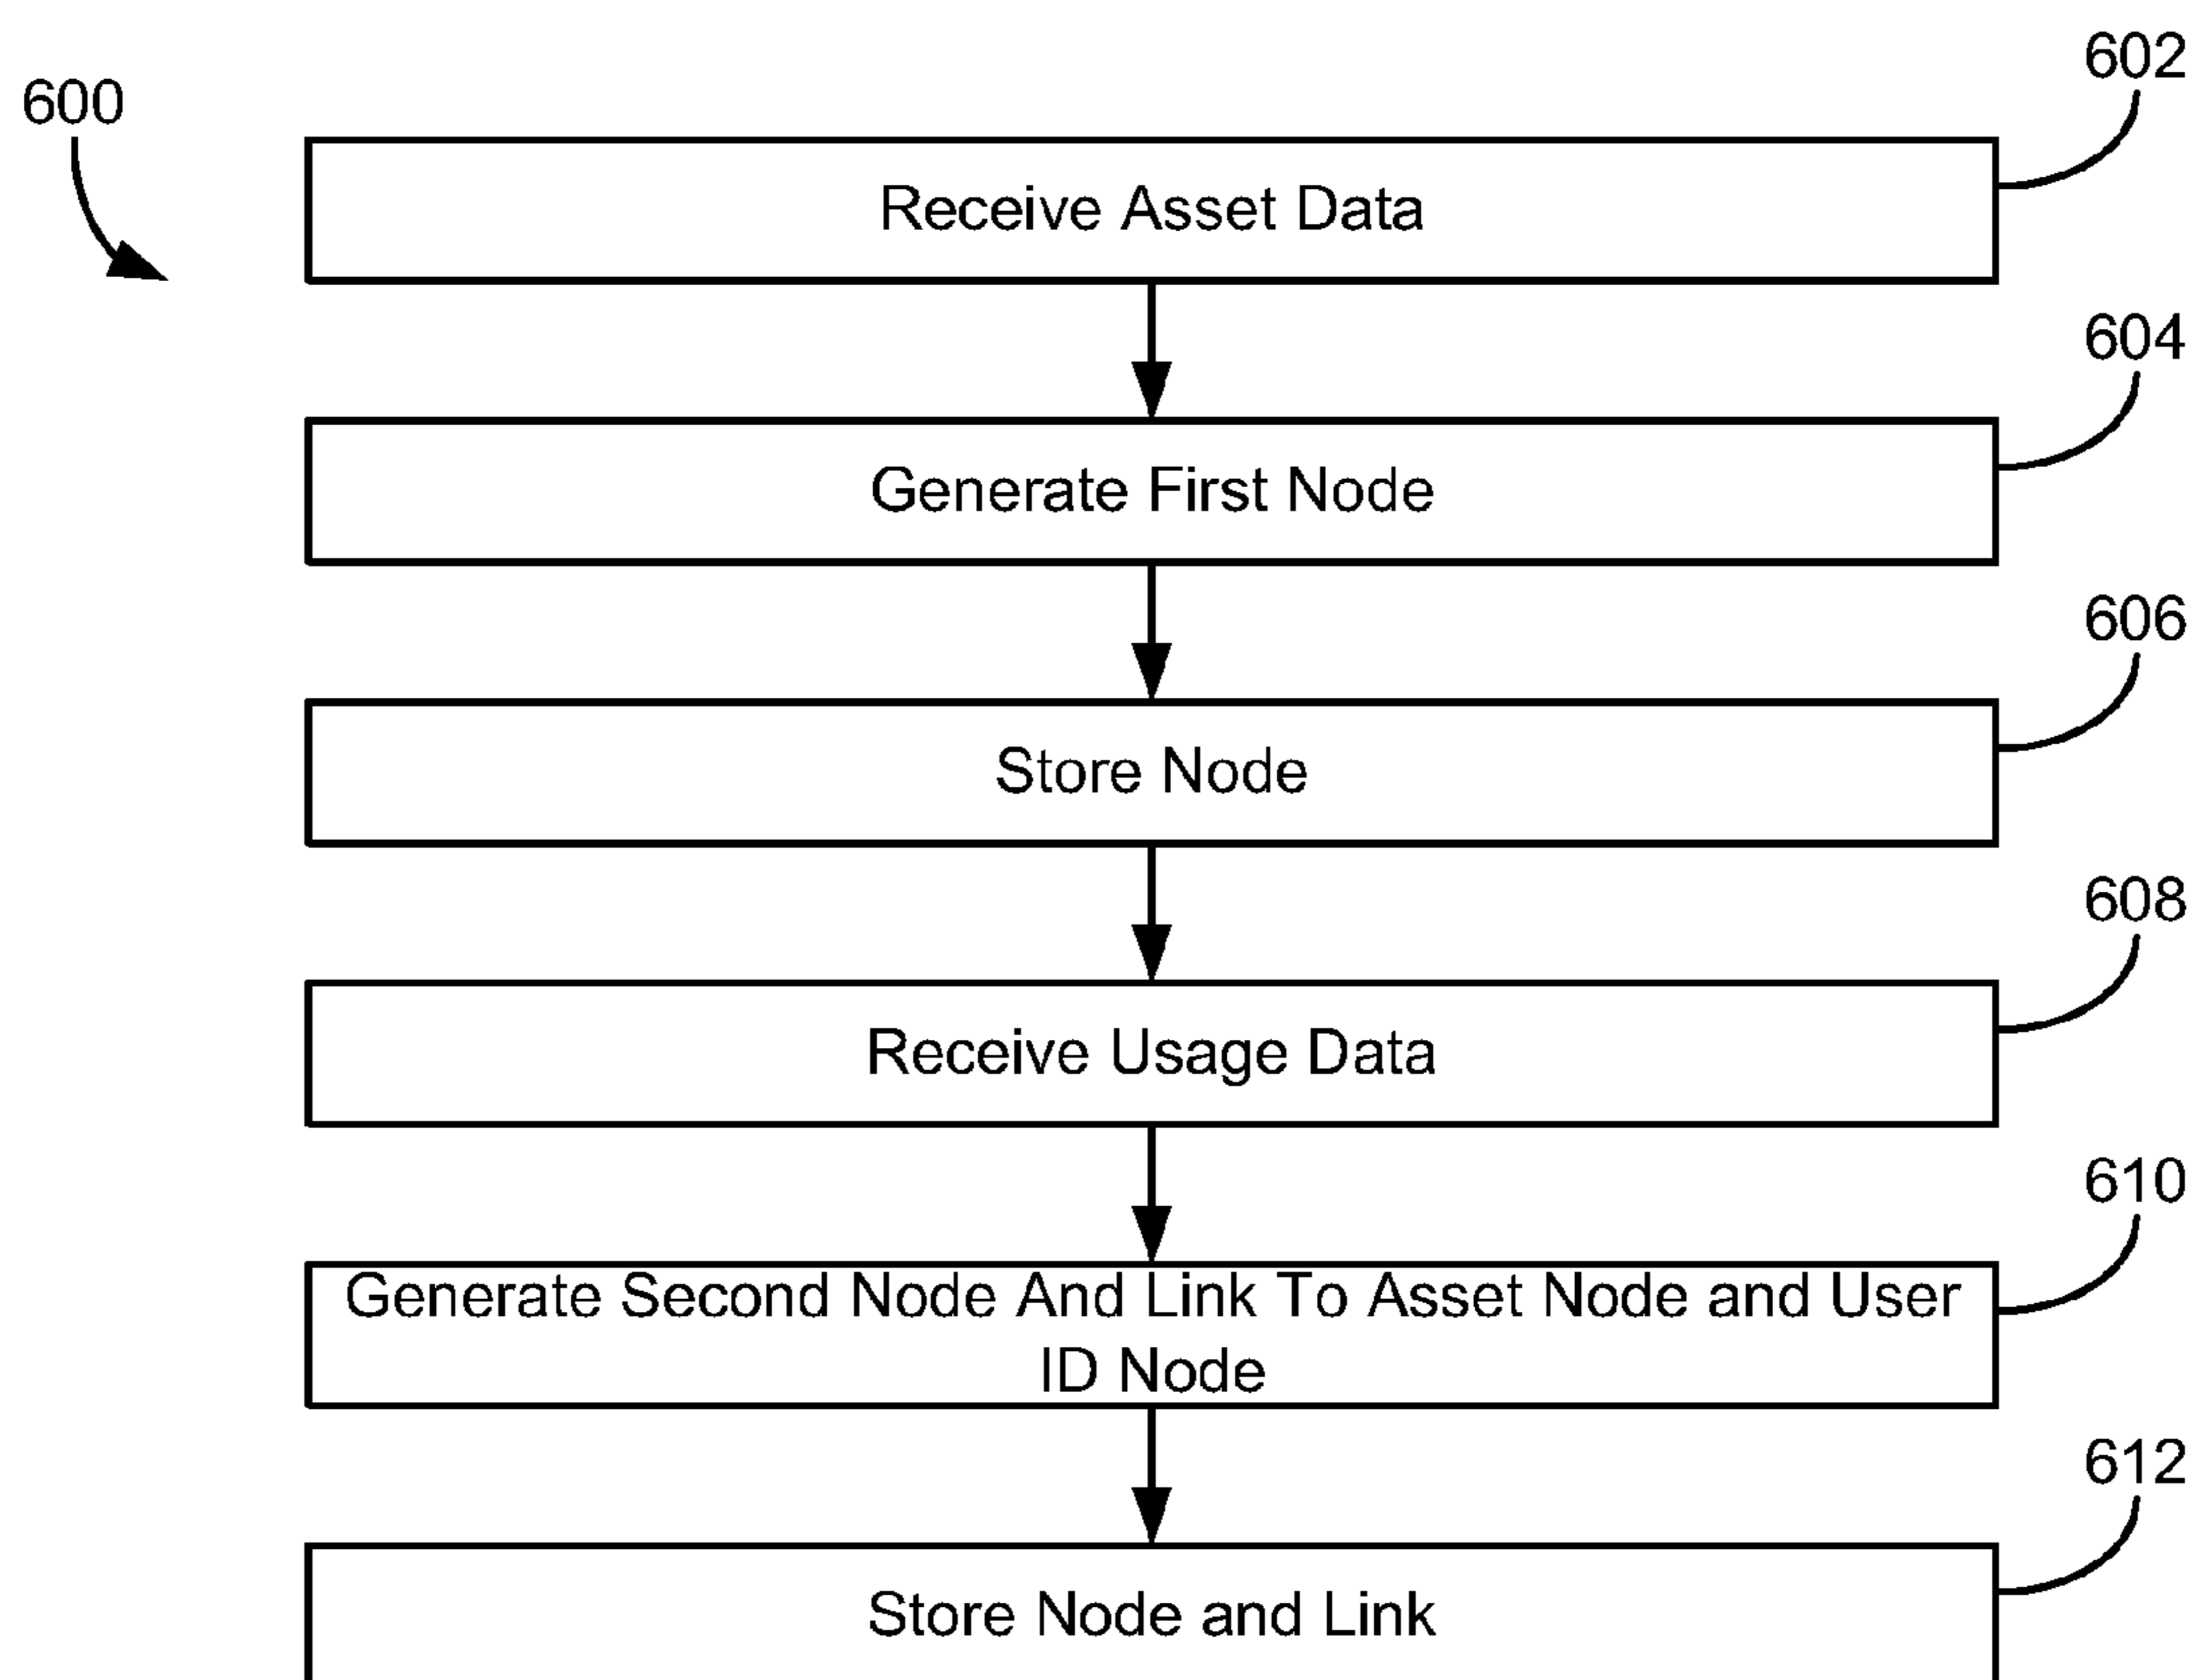 602
600
Receive Asset Data
604
Generate First Node
606
Store Node
608
Receive Usage Data
610
Generate Second Node And Link To Asset Node and User
ID Node
612
Store Node and Link